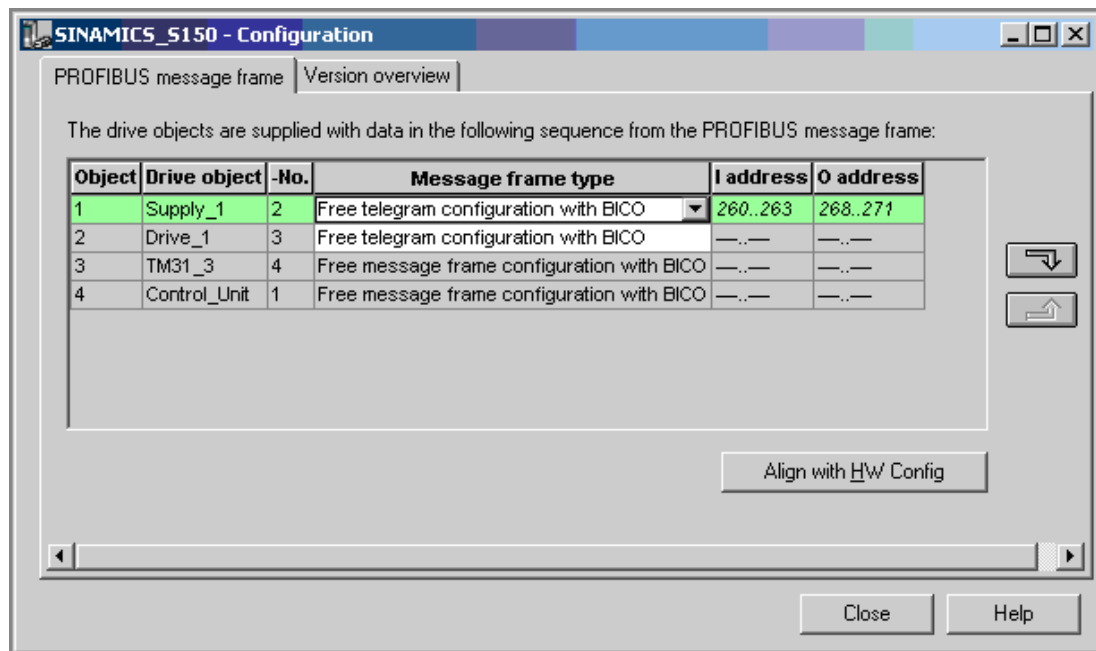 SINAMICS_S150 - Configuration
PROFIBUS message frame Version overview
The drive objects are supplied with data in the following sequence from the PROFIBUS message frame:
Object Drive object -No. Message frame type I address O address
1 Supply_1 2 Free telegram configuration with BICO 260..263 268..271
2 Drive_1 3 Free telegram configuration with BICO —..— —..—
3 TM31_3 4 Free message frame configuration with BICO —..— —..—
4 Control_Unit 1 Free message frame configuration with BICO —..— —..—
Align with HW Config
Close Help